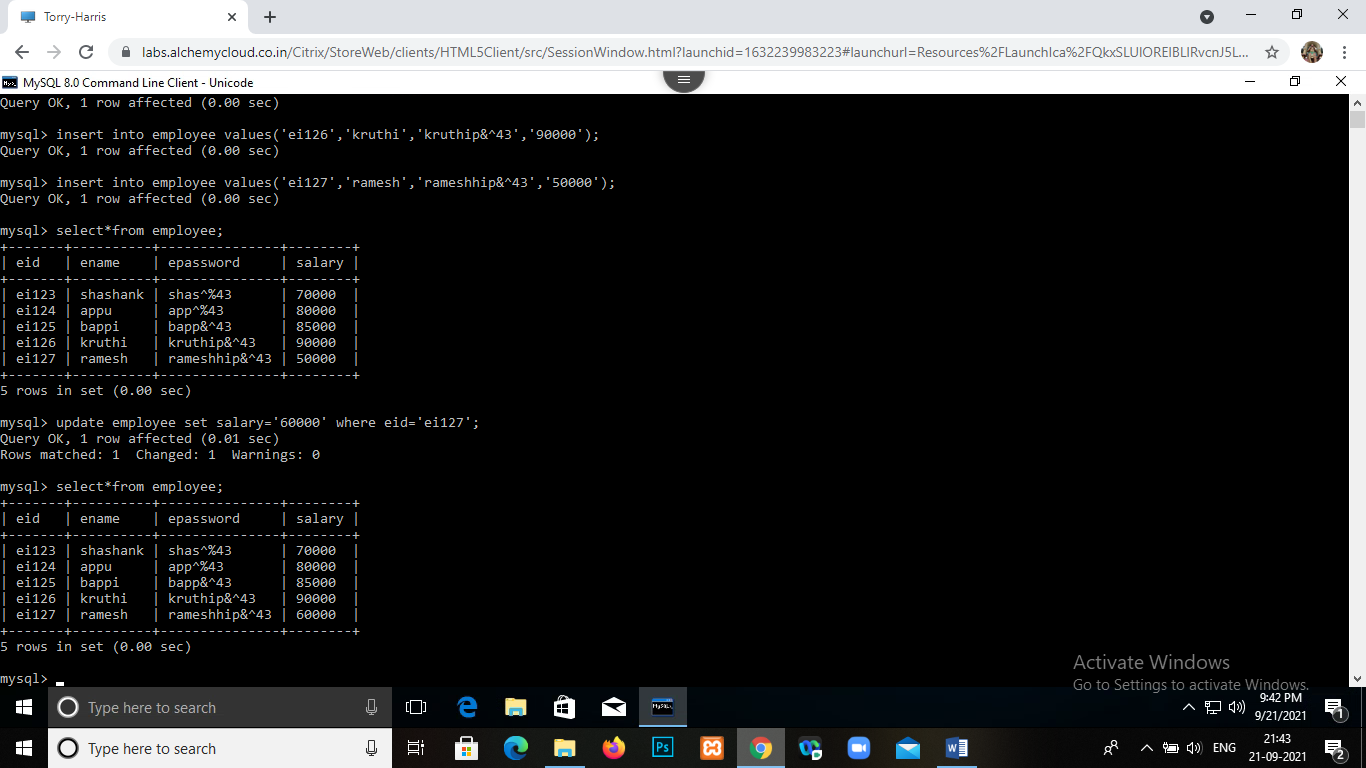 Torry-Harris
labs.alchemycloud.co.in/Citrix/StoreWeb/clients/HTML5Client/src/SessionWindow.html?launchid=1632239983223#launchurl=Resources%2FLaunchIca%2FQkxSLUlOREIBLlRvcnJ5L...
MySQL 8.0 Command Line Client - Unicode
Query OK, 1 row affected (0.00 sec)
mysql> insert into employee values('ei126','kruthi','kruthip&^43','90000');
Query OK, 1 row affected (0.00 sec)
mysql> insert into employee values('ei127','ramesh','rameshhip&^43','50000');
Query OK, 1 row affected (0.00 sec)
mysql> select*from employee;
+-------+----------+---------------+--------+
| eid   | ename    | epassword     | salary |
+-------+----------+---------------+--------+
| ei123 | shashank | shas^%43      | 70000  |
| ei124 | appu     | app^%43       | 80000  |
| ei125 | bappi    | bapp&^43      | 85000  |
| ei126 | kruthi   | kruthip&^43   | 90000  |
| ei127 | ramesh   | rameshhip&^43 | 50000  |
+-------+----------+---------------+--------+
5 rows in set (0.00 sec)
mysql> update employee set salary='60000' where eid='ei127';
Query OK, 1 row affected (0.01 sec)
Rows matched: 1  Changed: 1  Warnings: 0
mysql> select*from employee;
+-------+----------+---------------+--------+
| eid   | ename    | epassword     | salary |
+-------+----------+---------------+--------+
| ei123 | shashank | shas^%43      | 70000  |
| ei124 | appu     | app^%43       | 80000  |
| ei125 | bappi    | bapp&^43      | 85000  |
| ei126 | kruthi   | kruthip&^43   | 90000  |
| ei127 | ramesh   | rameshhip&^43 | 60000  |
+-------+----------+---------------+--------+
5 rows in set (0.00 sec)
mysql>
Activate Windows
Go to Settings to activate Windows.
Type here to search
MySQL
9:42 PM
9/21/2021
1
Type here to search
Ps
W
ENG
21:43
21-09-2021
2